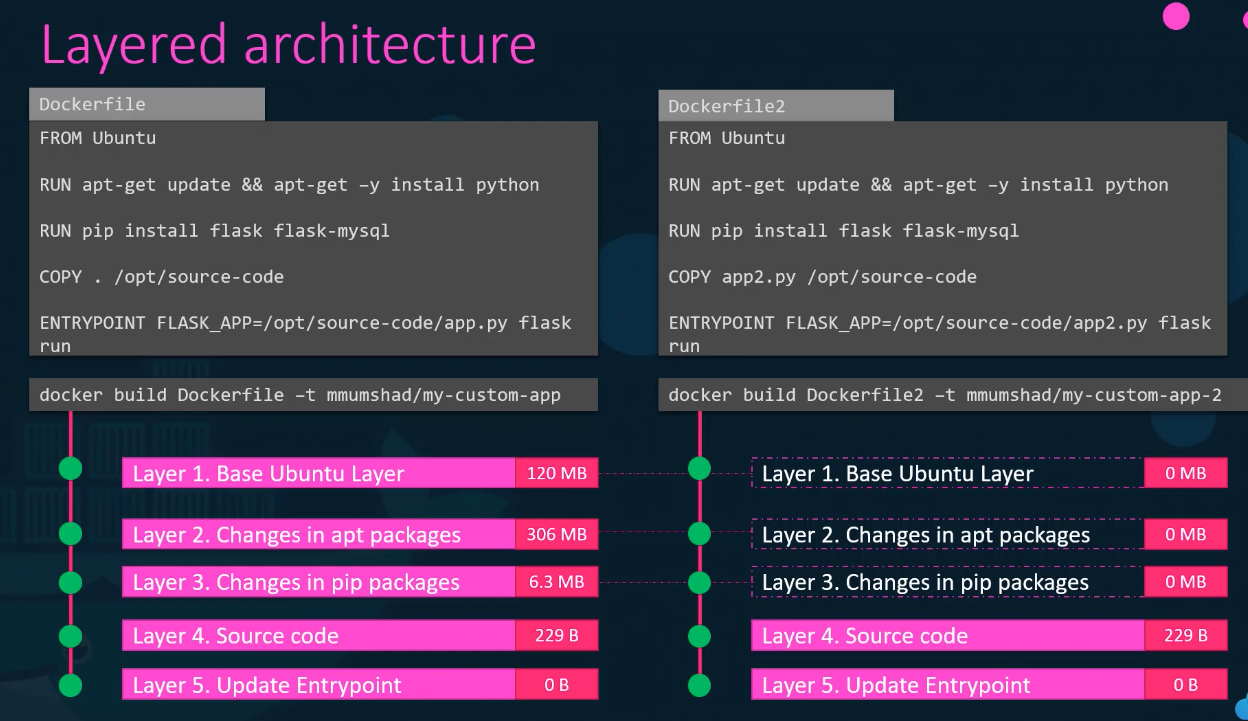 Layered architecture
Dockerfile
FROM Ubuntu
RUN apt-get update && apt-get –y install python
RUN pip install flask flask-mysql
COPY . /opt/source-code
ENTRYPOINT FLASK_APP=/opt/source-code/app.py flask
run
docker build Dockerfile –t mmumshad/my-custom-app
Layer 1. Base Ubuntu Layer 120 MB
Layer 2. Changes in apt packages 306 MB
Layer 3. Changes in pip packages 6.3 MB
Layer 4. Source code 229 B
Layer 5. Update Entrypoint 0 B
Dockerfile2
FROM Ubuntu
RUN apt-get update && apt-get –y install python
RUN pip install flask flask-mysql
COPY app2.py /opt/source-code
ENTRYPOINT FLASK_APP=/opt/source-code/app2.py flask
run
docker build Dockerfile2 –t mmumshad/my-custom-app-2
Layer 1. Base Ubuntu Layer 0 MB
Layer 2. Changes in apt packages 0 MB
Layer 3. Changes in pip packages 0 MB
Layer 4. Source code 229 B
Layer 5. Update Entrypoint 0 B